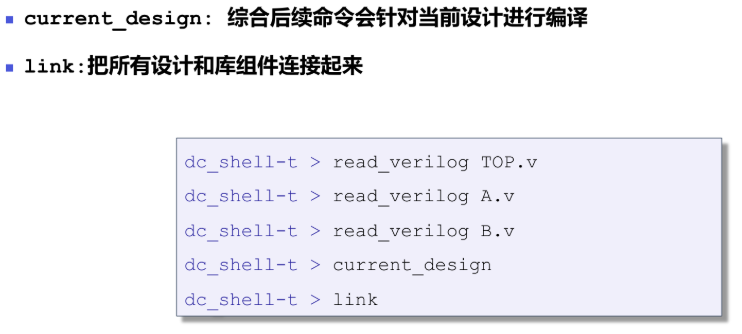 current_design: 综合后续命令会针对当前设计进行编译
link:把所有设计和库组件连接起来
dc_shell-t > read_verilog TOP.v
dc_shell-t > read_verilog A.v
dc_shell-t > read_verilog B.v
dc_shell-t > current_design
dc_shell-t > link